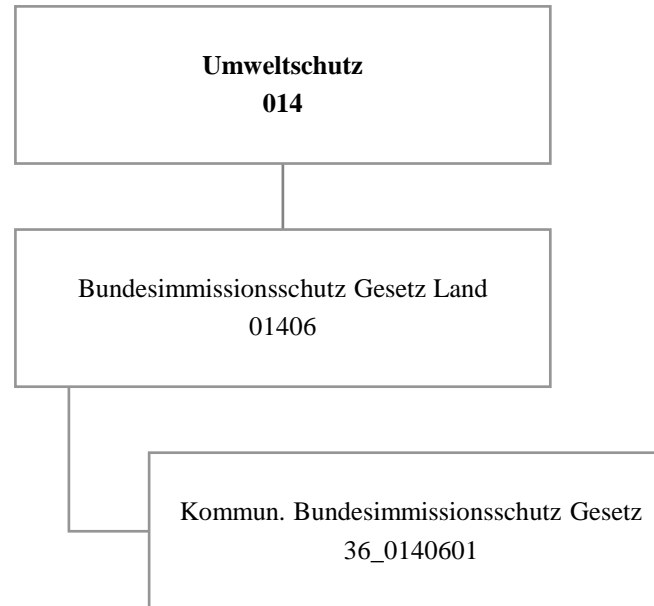 Umweltschutz
014
Bundesimmissionsschutz Gesetz Land
01406
Kommun. Bundesimmissionsschutz Gesetz
36_0140601